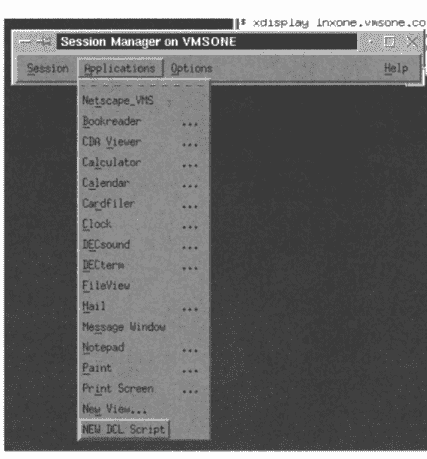 $ xdisplay lnxone.vmsone.co
Session Manager on VMSONE
Session Applications Options Help
Netscape_VMS
Bookreader ...
CDA Viewer ...
Calculator ...
Calendar ...
Cardfiler ...
Clock ...
DECsound ...
DECterm ...
FileView
Mail ...
Message Window
Notepad ...
Paint ...
Print Screen ...
New View...
NEW DCL Script